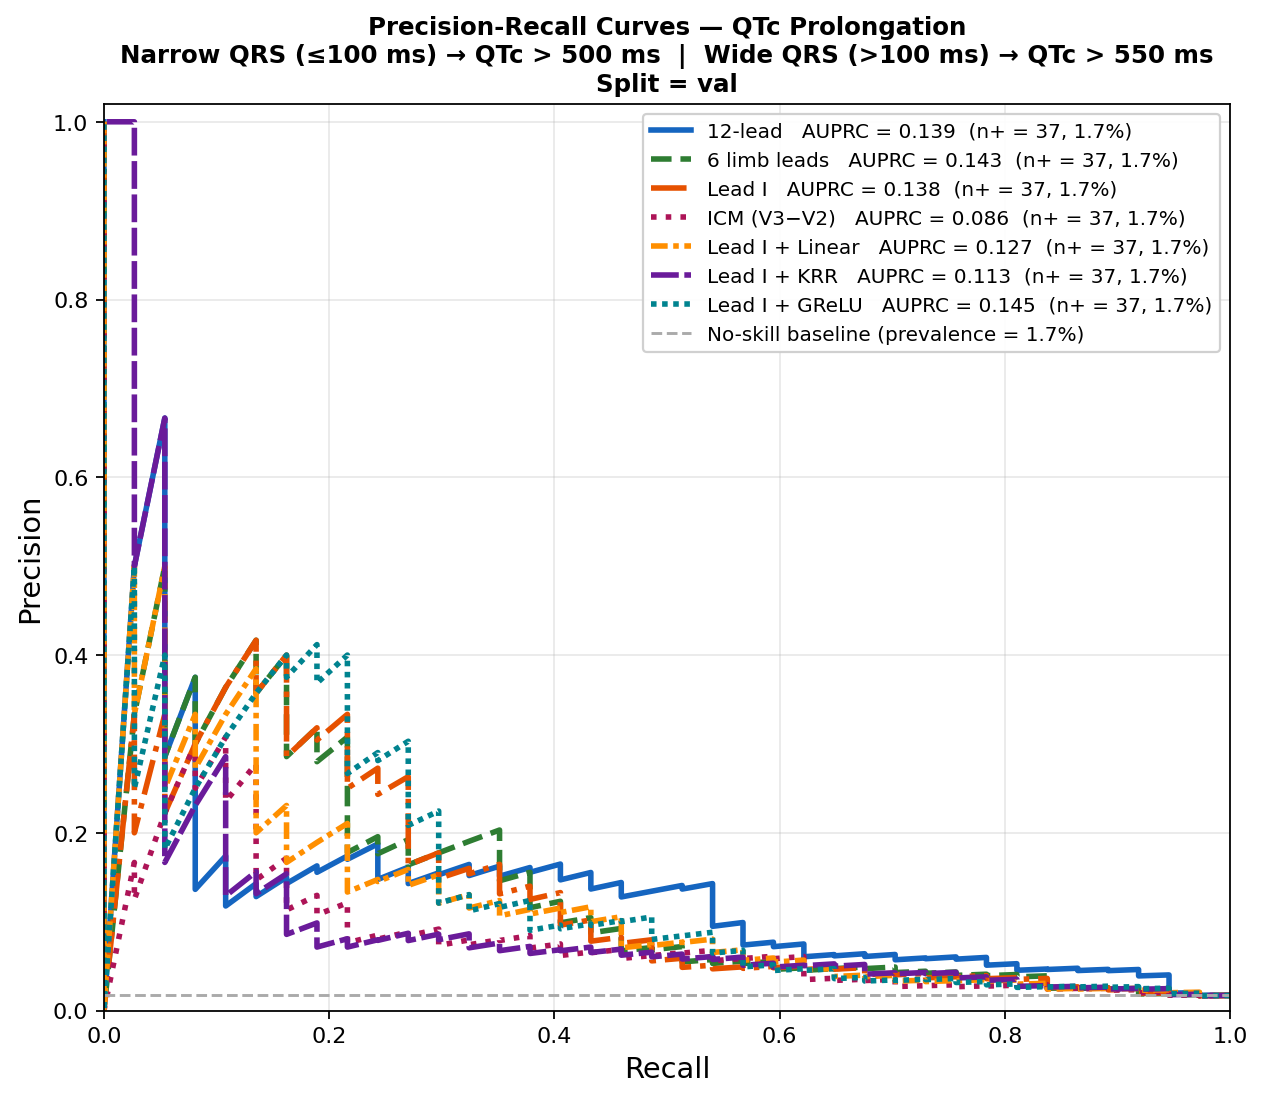 Precision-Recall Curves — QTc Prolongation
Narrow QRS (≤100 ms) → QTc > 500 ms | Wide QRS (>100 ms) → QTc > 550 ms
Split = val
12-lead AUPRC = 0.139 (n+ = 37, 1.7%)
6 limb leads AUPRC = 0.143 (n+ = 37, 1.7%)
Lead I AUPRC = 0.138 (n+ = 37, 1.7%)
ICM (V3−V2) AUPRC = 0.086 (n+ = 37, 1.7%)
Lead I + Linear AUPRC = 0.127 (n+ = 37, 1.7%)
Lead I + KRR AUPRC = 0.113 (n+ = 37, 1.7%)
Lead I + GReLU AUPRC = 0.145 (n+ = 37, 1.7%)
No-skill baseline (prevalence = 1.7%)
Precision
1.0
0.8
0.6
0.4
0.2
0.0
0.0 0.2 0.4 0.6 0.8 1.0
Recall